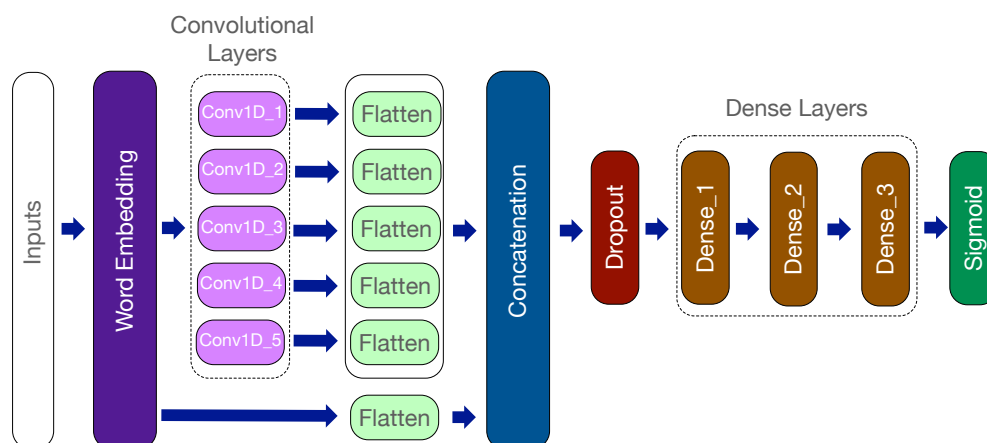 Convolutional
Layers
Inputs
Word Embedding
Conv1D_1
Conv1D_2
Conv1D_3
Conv1D_4
Conv1D_5
Flatten
Flatten
Flatten
Flatten
Flatten
Flatten
Concatenation
Dropout
Dense Layers
Dense_1
Dense_2
Dense_3
Sigmoid